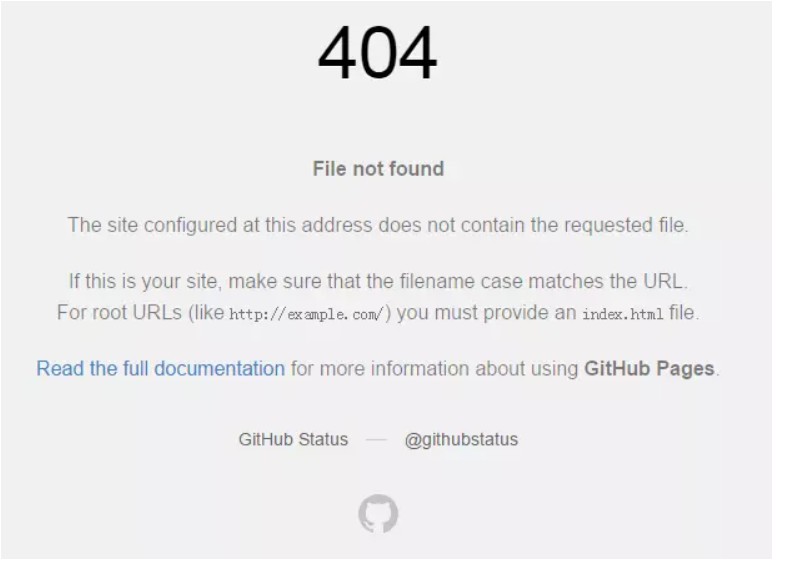 404
File not found
The site configured at this address does not contain the requested file.
If this is your site, make sure that the filename case matches the URL.
For root URLs (like http://example.com/) you must provide an index.html file.
Read the full documentation for more information about using GitHub Pages.
GitHub Status — @githubstatus